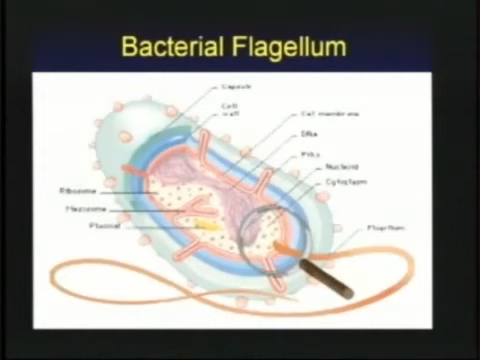 Bacterial Flagellum
Capsule
Cell
wall
Cell membrane
DNA
Pilus
Nucleoid
Cytoplasm
Ribosome
Mesosome
Plasmid
Flagellum